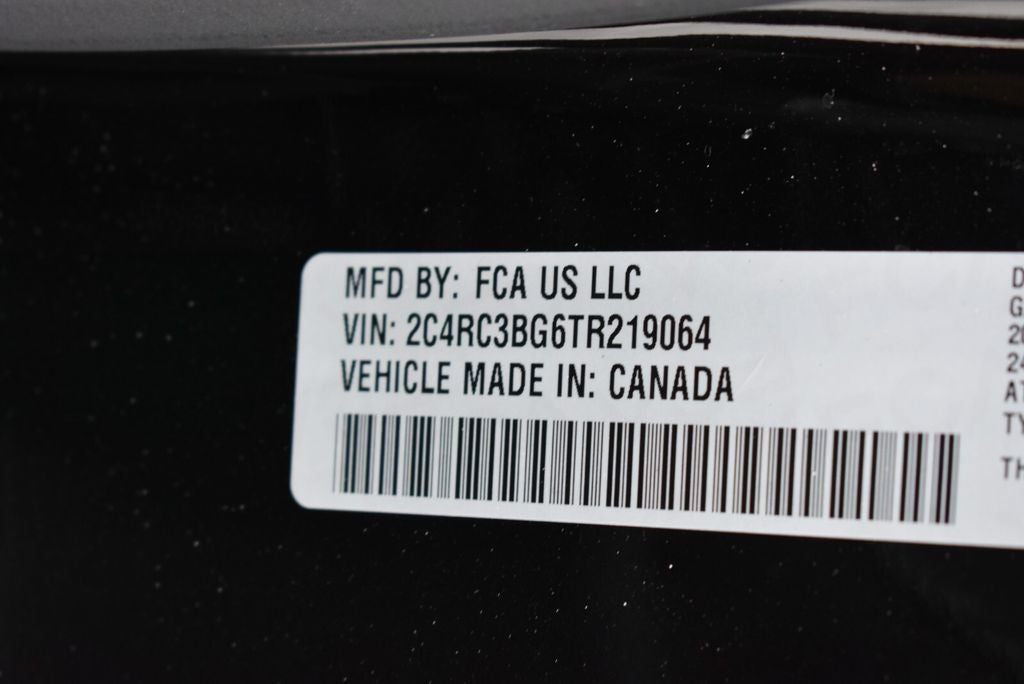 MFD BY: FCA US LLC
VIN: 2C4RC3BG6TR219064
VEHICLE MADE IN: CANADA